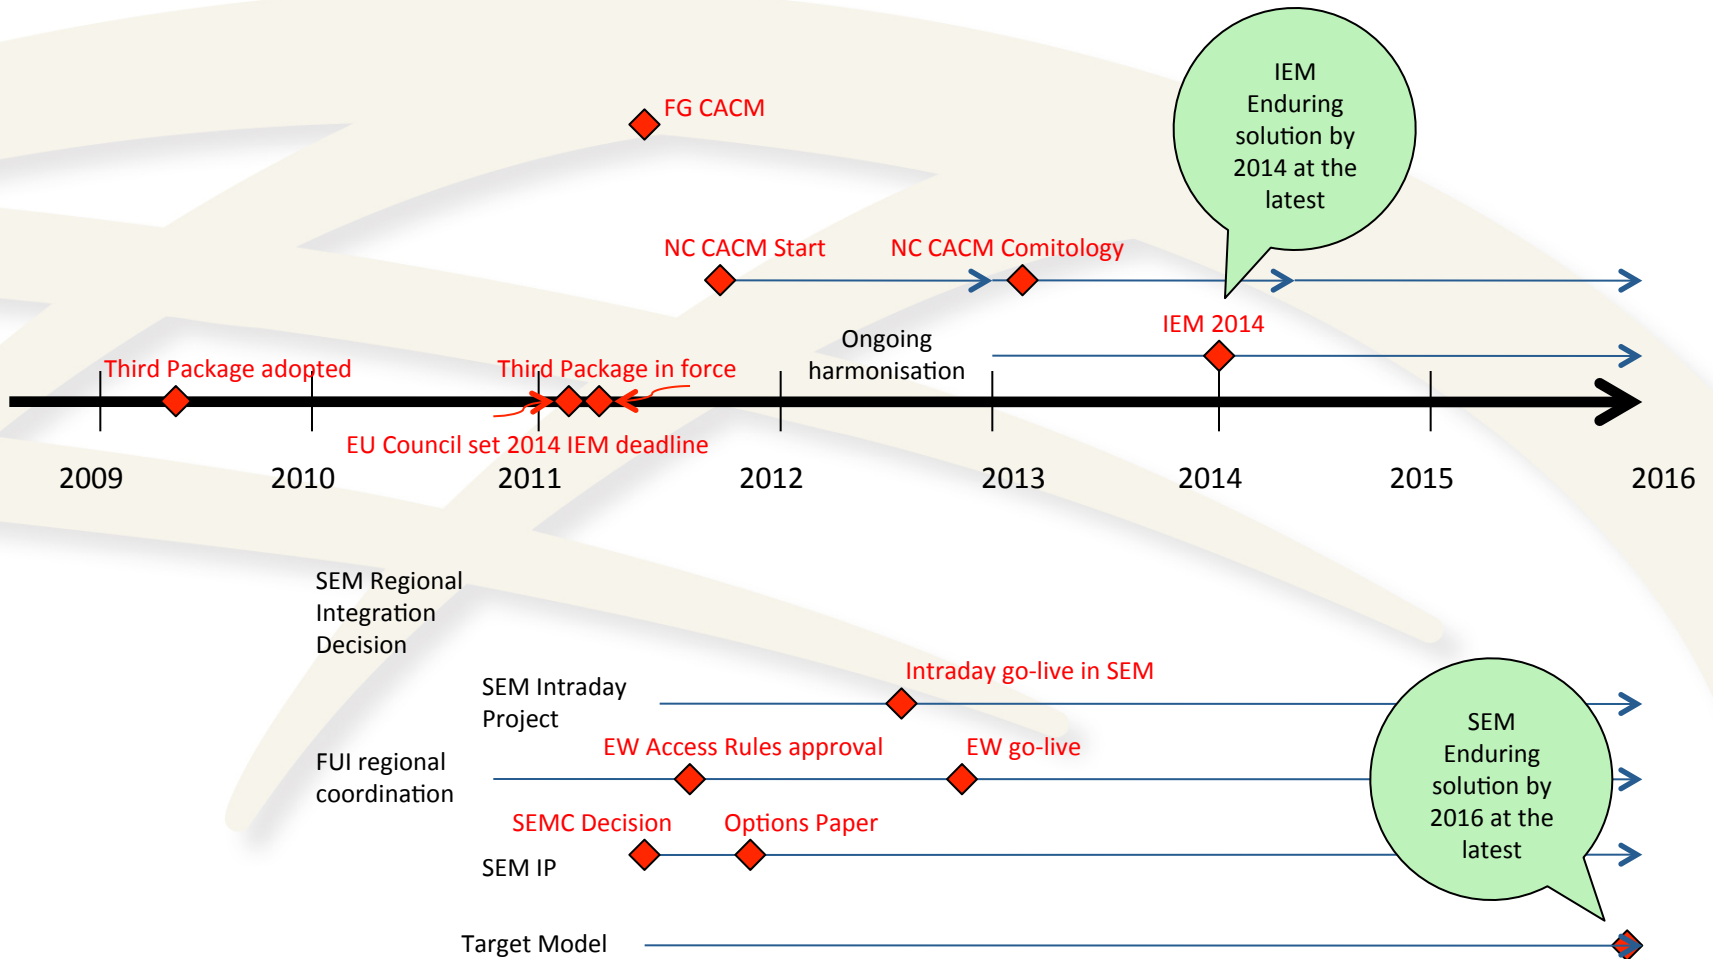 IEM
Enduring
solution by
2014 at the
latest
FG CACM
NC CACM Start
NC CACM Comitology
IEM 2014
Ongoing
harmonisation
Third Package adopted
Third Package in force
EU Council set 2014 IEM deadline
2009
2010
2011
2012
2013
2014
2015
2016
SEM Regional
Integration
Decision
SEM Intraday
Project
Intraday go-live in SEM
FUI regional
coordination
EW Access Rules approval
EW go-live
SEMC Decision
Options Paper
SEM IP
SEM
Enduring
solution by
2016 at the
latest
Target Model